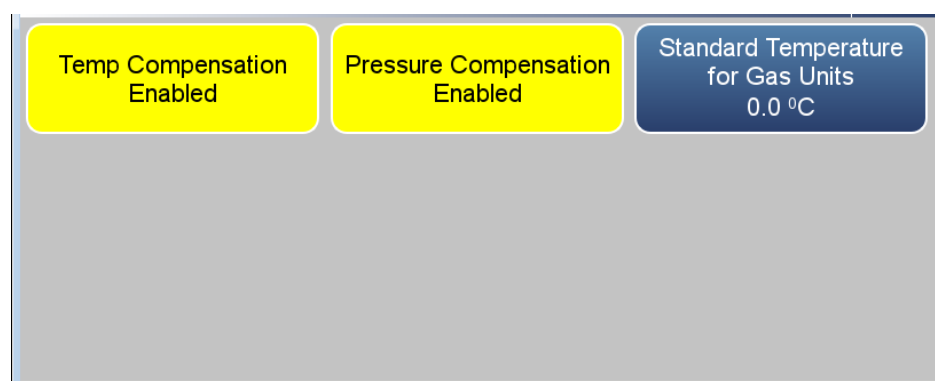 Temp Compensation
Enabled
Pressure Compensation
Enabled
Standard Temperature
for Gas Units
0.0 ⁰C